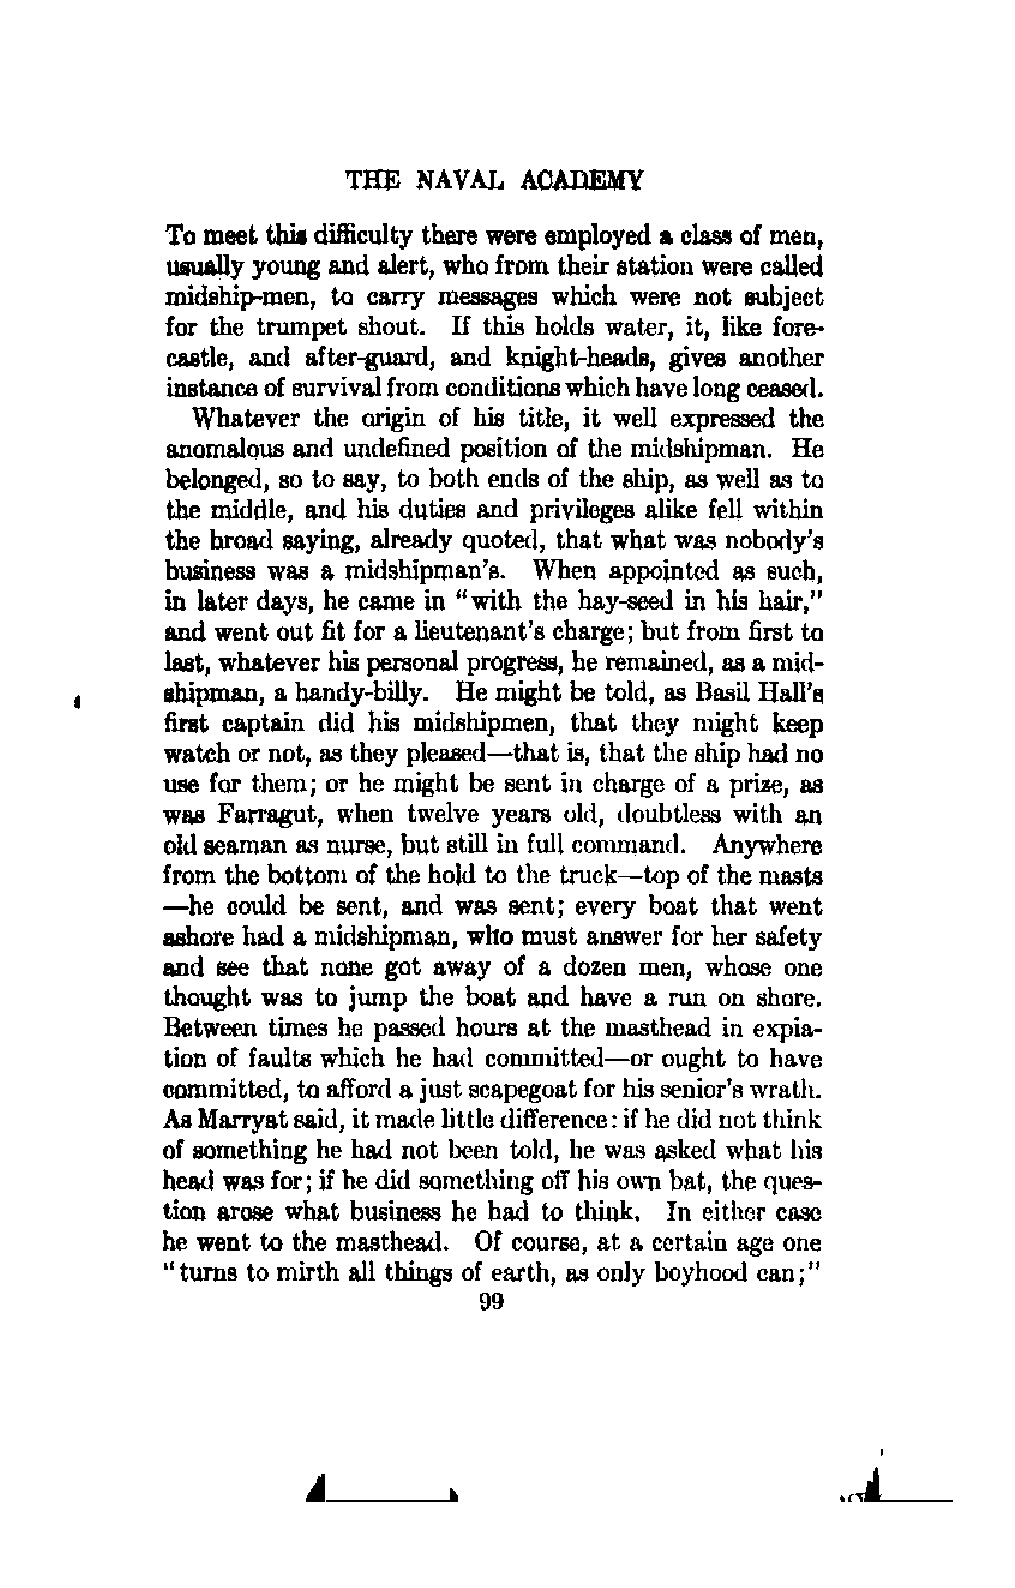 THE NAVAL ACADEMY
To meet this difficulty there were employed a class of men,
usually young and alert, who from their station were called
midship-men, to carry messages which were not subject
for the trumpet shout. If this holds water, it, like fore-
castle, and after-guard, and knight-heads, gives another
instance of survival from conditions which have long ceased.
Whatever the origin of his title, it well expressed the
anomalous and undefined position of the midshipman. He
belonged, so to say, to both ends of the ship, as well as to
the middle, and his duties and privileges alike fell within
the broad saying, already quoted, that what was nobody's
business was a midshipman's. When appointed as such,
in later days, he came in "with the hay-seed in his hair,"
and went out fit for a lieutenant's charge; but from first to
last, whatever his personal progress, he remained, as a mid-
shipman, a handy-billy. He might be told, as Basil Hall's
first captain did his midshipmen, that they might keep
watch or not, as they pleased—that is, that the ship had no
use for them; or he might be sent in charge of a prize, as
was Farragut, when twelve years old, doubtless with an
old seaman as nurse, but still in full command. Anywhere
from the bottom of the hold to the truck—top of the masts
—he could be sent, and was sent; every boat that went
ashore had a midshipman, who must answer for her safety
and see that none got away of a dozen men, whose one
thought was to jump the boat and have a run on shore.
Between times he passed hours at the masthead in expia-
tion of faults which he had committed—or ought to have
committed, to afford a just scapegoat for his senior's wrath.
As Marryat said, it made little difference: if he did not think
of something he had not been told, he was asked what his
head was for; if he did something off his own bat, the ques-
tion arose what business he had to think. In either case
he went to the masthead. Of course, at a certain age one
"turns to mirth all things of earth, as only boyhood can;"
99